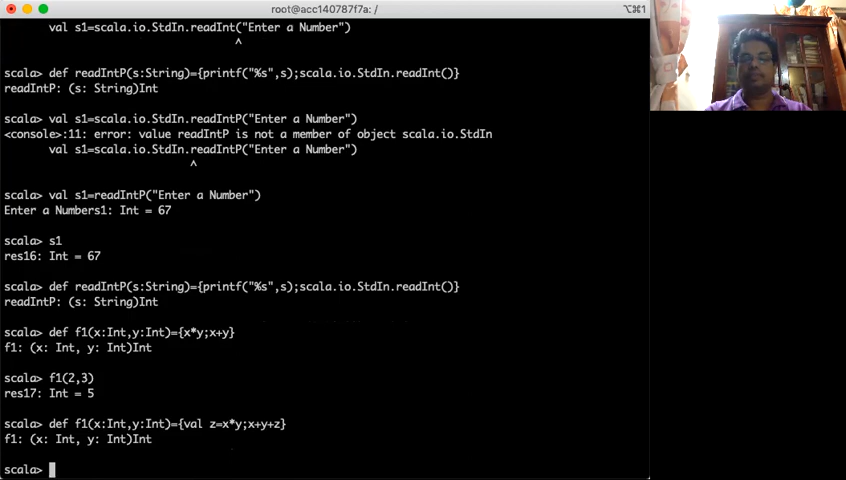 root@acc140787f7a: /
⌥⌘1
val s1=scala.io.StdIn.readInt("Enter a Number")
^
scala> def readIntP(s:String)={printf("%s",s);scala.io.StdIn.readInt()}
readIntP: (s: String)Int
scala> val s1=scala.io.StdIn.readIntP("Enter a Number")
<console>:11: error: value readIntP is not a member of object scala.io.StdIn
val s1=scala.io.StdIn.readIntP("Enter a Number")
^
scala> val s1=readIntP("Enter a Number")
Enter a Numbers1: Int = 67
scala> s1
res16: Int = 67
scala> def readIntP(s:String)={printf("%s",s);scala.io.StdIn.readInt()}
readIntP: (s: String)Int
scala> def f1(x:Int,y:Int)={x*y;x+y}
f1: (x: Int, y: Int)Int
scala> f1(2,3)
res17: Int = 5
scala> def f1(x:Int,y:Int)={val z=x*y;x+y+z}
f1: (x: Int, y: Int)Int
scala>